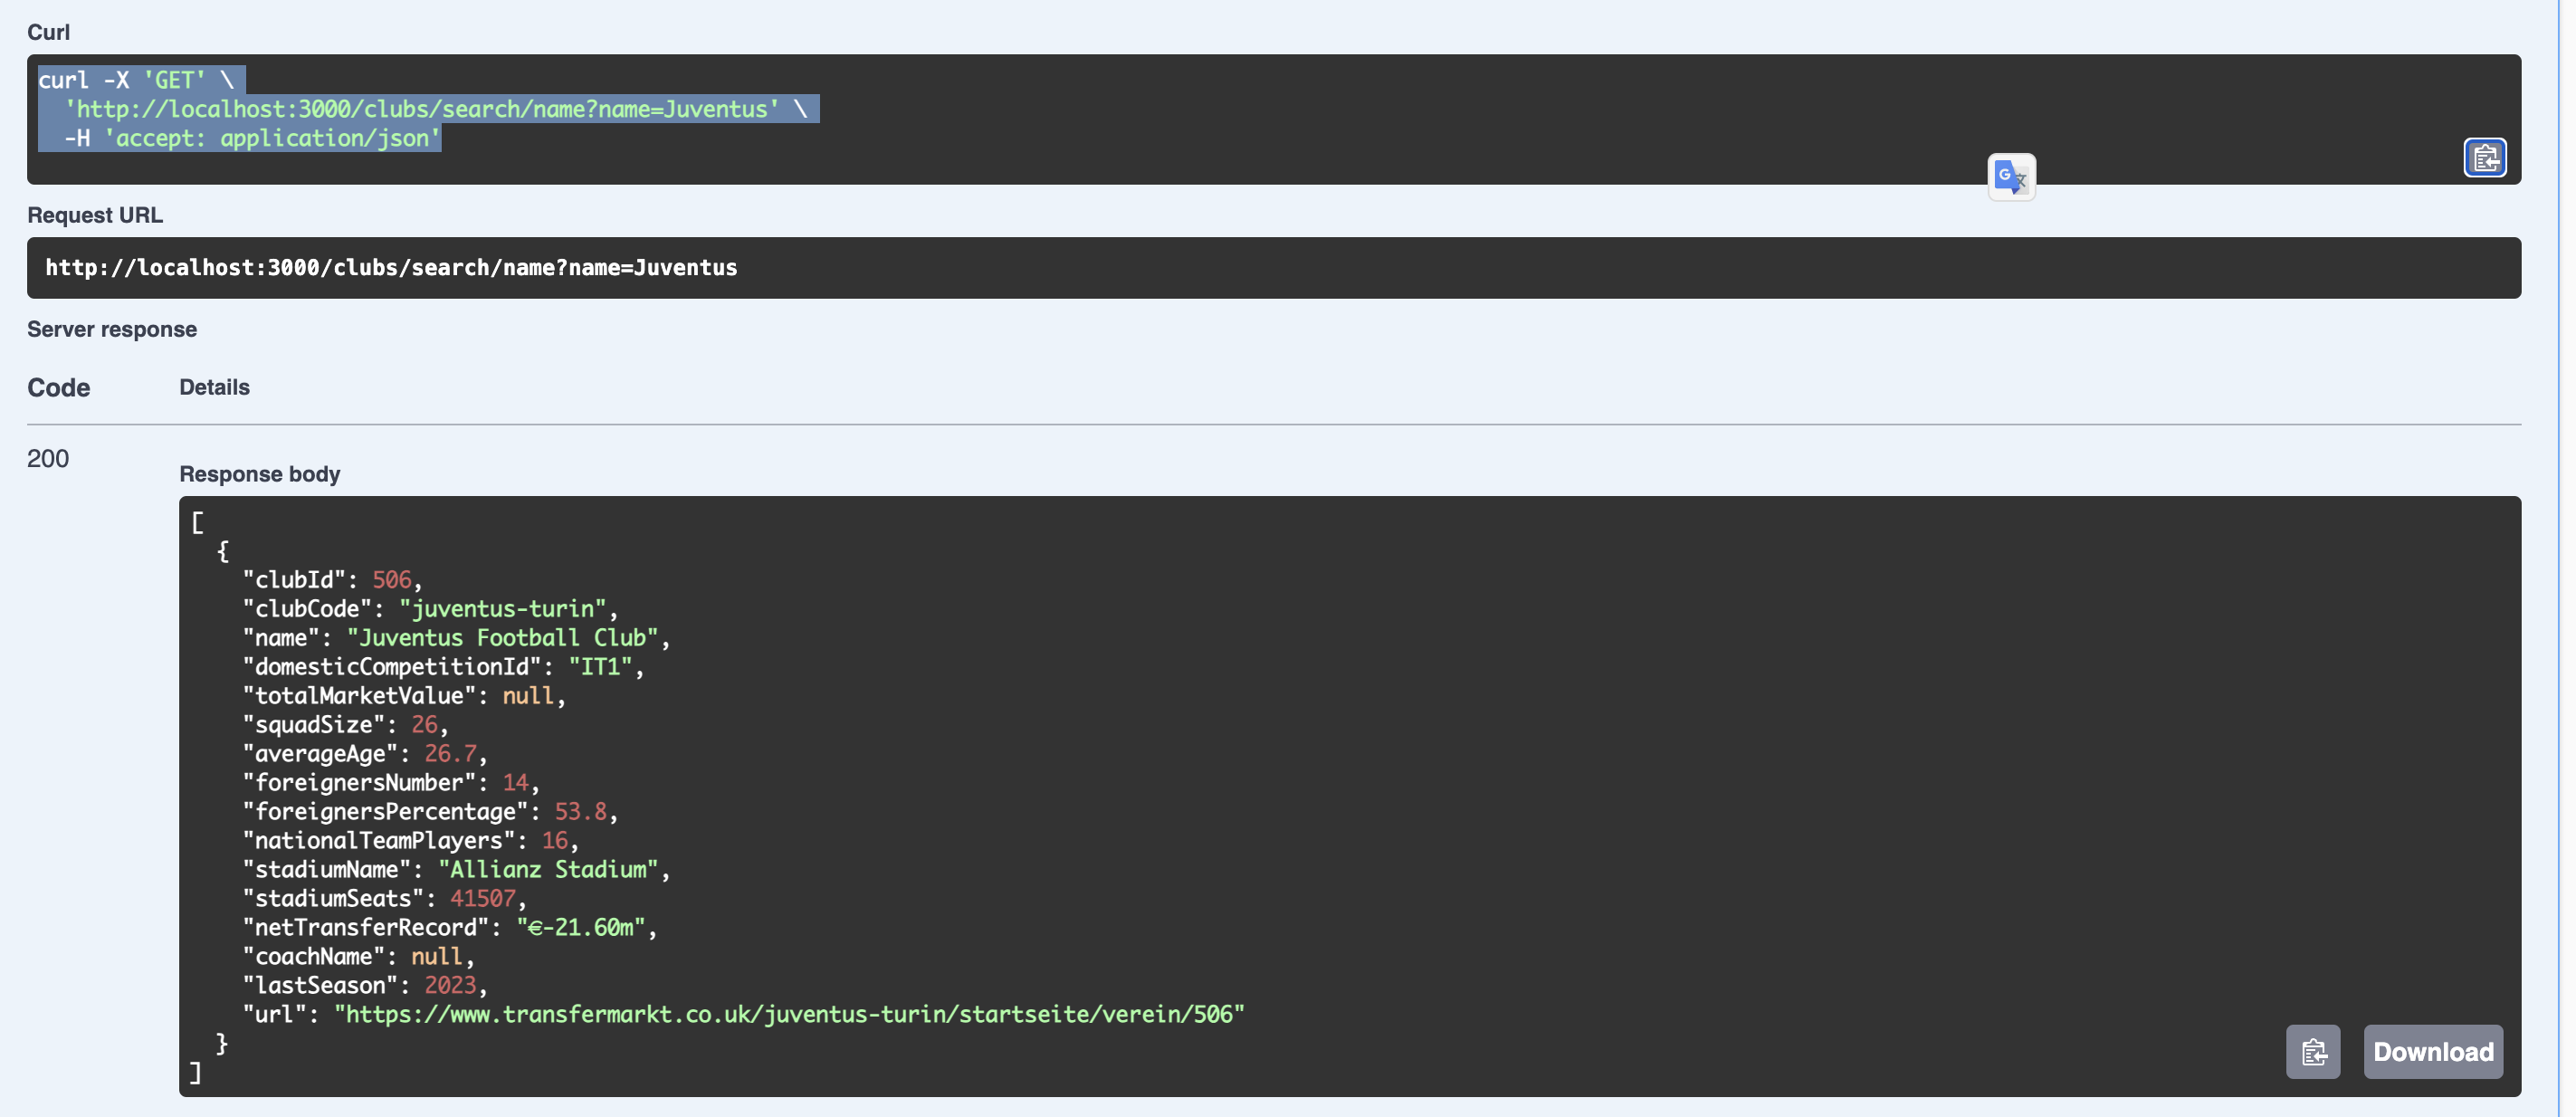 Curl
curl -X 'GET' \
  'http://localhost:3000/clubs/search/name?name=Juventus' \
  -H 'accept: application/json'
Request URL
http://localhost:3000/clubs/search/name?name=Juventus
Server response
Code Details
200
Response body
[
  {
    "clubId": 506,
    "clubCode": "juventus-turin",
    "name": "Juventus Football Club",
    "domesticCompetitionId": "IT1",
    "totalMarketValue": null,
    "squadSize": 26,
    "averageAge": 26.7,
    "foreignersNumber": 14,
    "foreignersPercentage": 53.8,
    "nationalTeamPlayers": 16,
    "stadiumName": "Allianz Stadium",
    "stadiumSeats": 41507,
    "netTransferRecord": "€-21.60m",
    "coachName": null,
    "lastSeason": 2023,
    "url": "https://www.transfermarkt.co.uk/juventus-turin/startseite/verein/506"
  }
]
Download